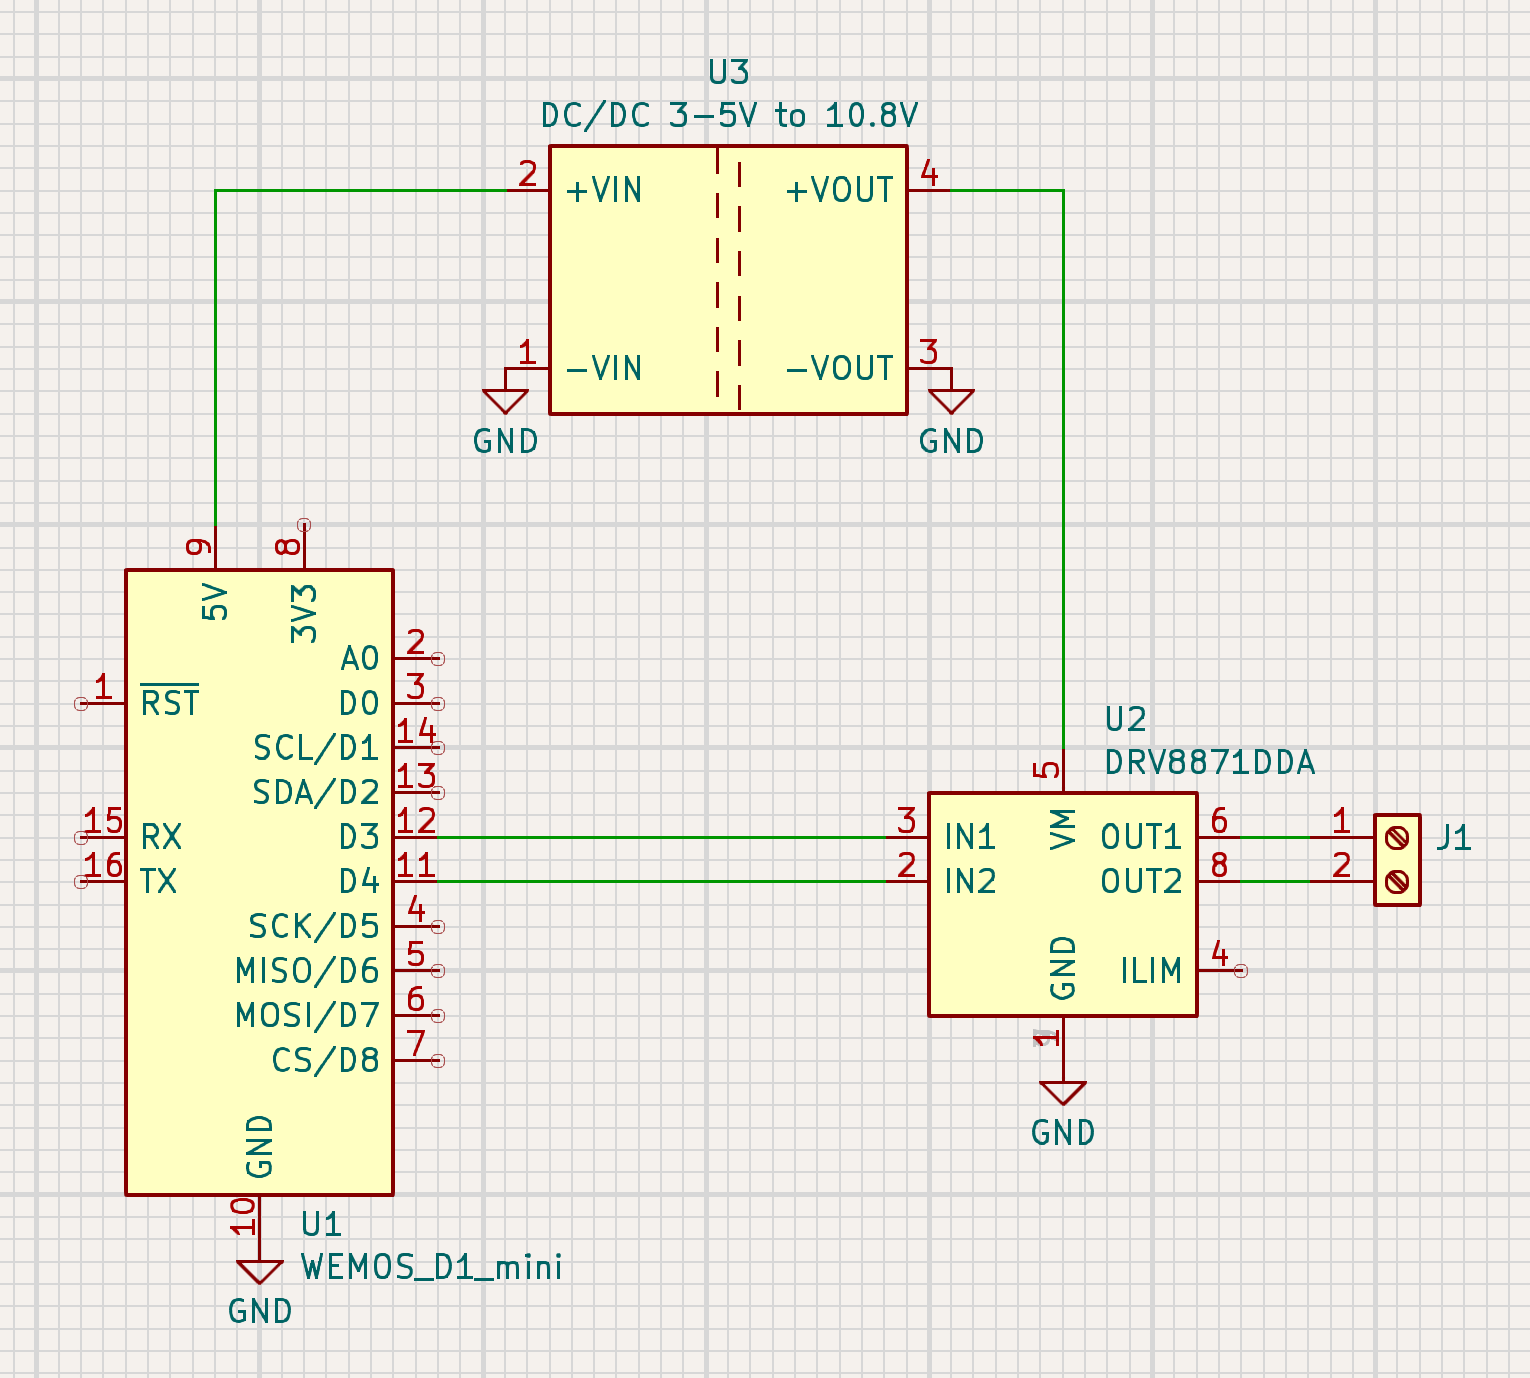 U3
DC/DC 3-5V to 10.8V
2 +VIN
+VOUT 4
1 -VIN
-VOUT 3
GND
GND
9 5V
8 3V3
A0 2
1 RST
D0 3
SCL/D1 14
SDA/D2 13
15 RX
D3 12
16 TX
D4 11
SCK/D5 4
MISO/D6 5
MOSI/D7 6
CS/D8 7
GND
10
U1
WEMOS_D1_mini
GND
U2
DRV8871DDA
5 VM
3 IN1
OUT1 6
2 IN2
OUT2 8
ILIM 4
GND
1
GND
1
2
J1